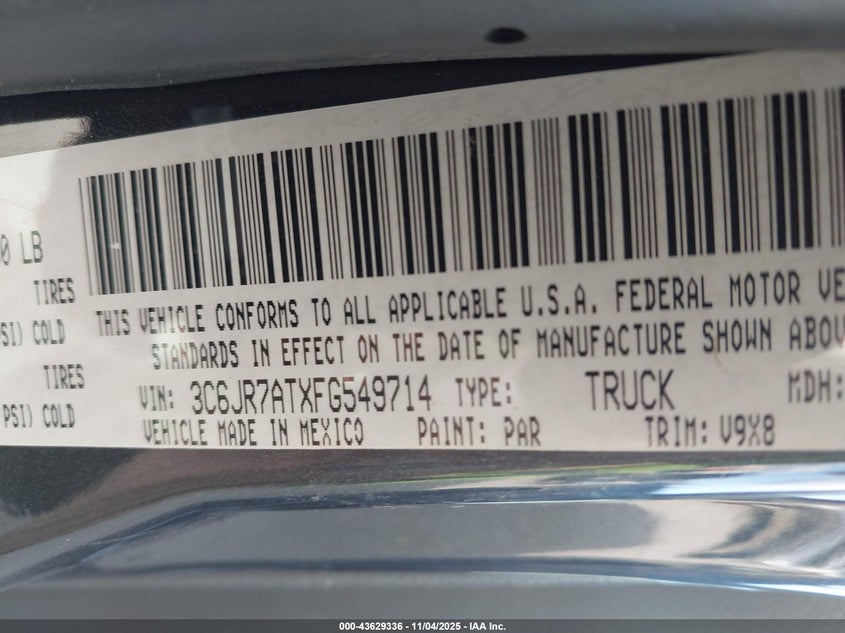 0 LB
TIRES
PSI) COLD
TIRES
PSI) COLD
THIS VEHICLE CONFORMS TO ALL APPLICABLE U.S.A. FEDERAL MOTOR VE
STANDARDS IN EFFECT ON THE DATE OF MANUFACTURE SHOWN ABOV
VIN: 3C6JR7ATXFG549714 TYPE: TRUCK MDH:
VEHICLE MADE IN MEXICO PAINT: PAR TRIM: V9X8
000-43629336 - 11/04/2025 - IAA Inc.